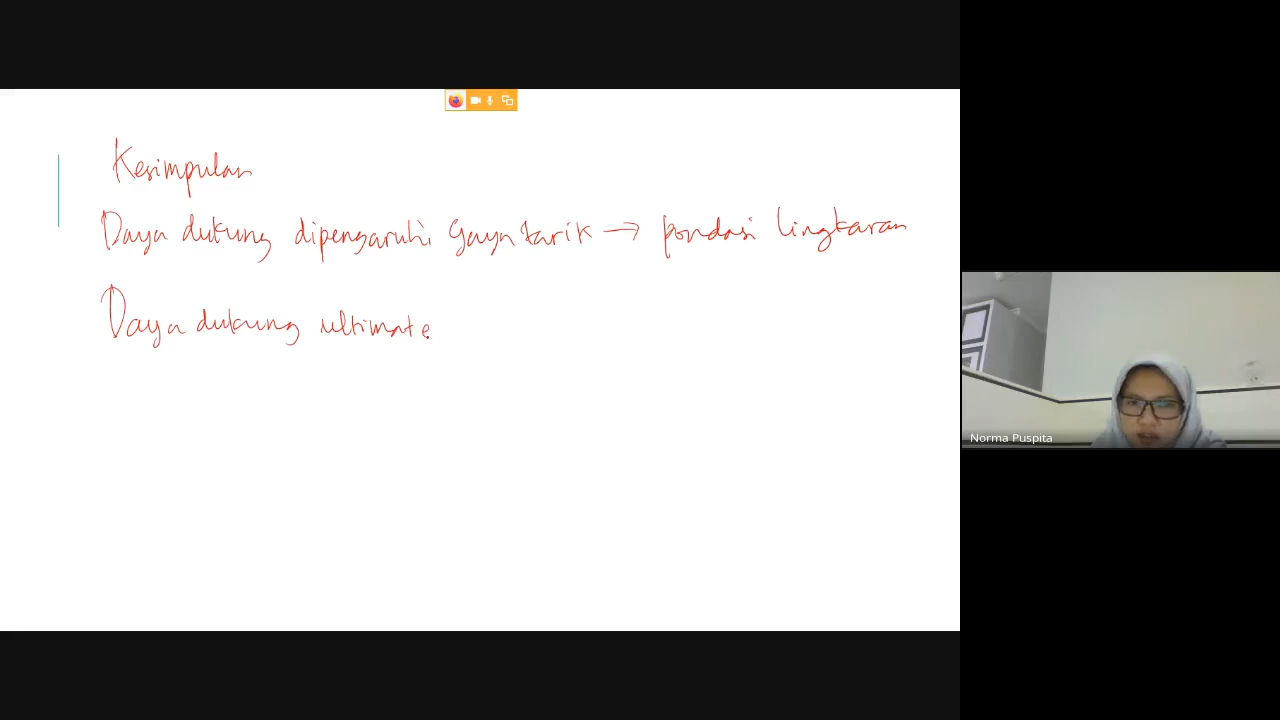 Kesimpulan
Daya dukung dipengaruhi gaya tarik → pondasi lingkaran
Daya dukung ultimate
Norma Puspita